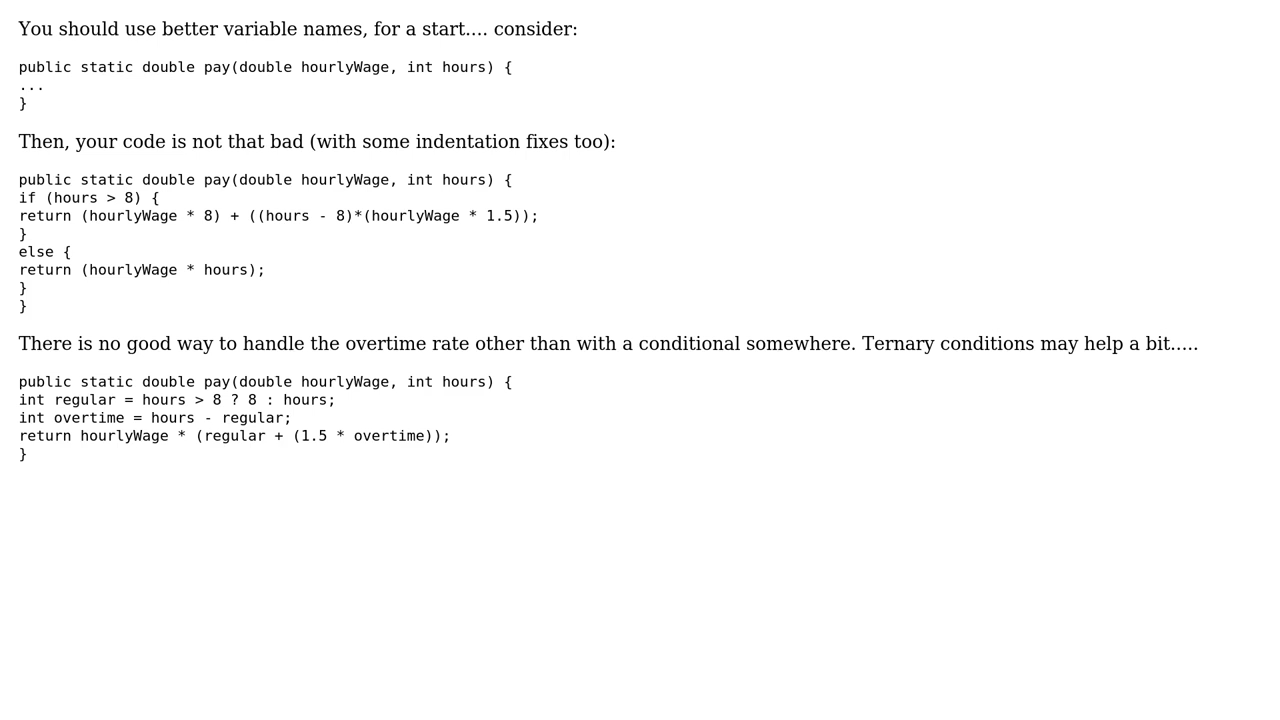 You should use better variable names, for a start.... consider:
public static double pay(double hourlyWage, int hours) {
...
}
Then, your code is not that bad (with some indentation fixes too):
public static double pay(double hourlyWage, int hours) {
if (hours > 8) {
return (hourlyWage * 8) + ((hours - 8)*(hourlyWage * 1.5));
}
else {
return (hourlyWage * hours);
}
}
There is no good way to handle the overtime rate other than with a conditional somewhere. Ternary conditions may help a bit.....
public static double pay(double hourlyWage, int hours) {
int regular = hours > 8 ? 8 : hours;
int overtime = hours - regular;
return hourlyWage * (regular + (1.5 * overtime));
}